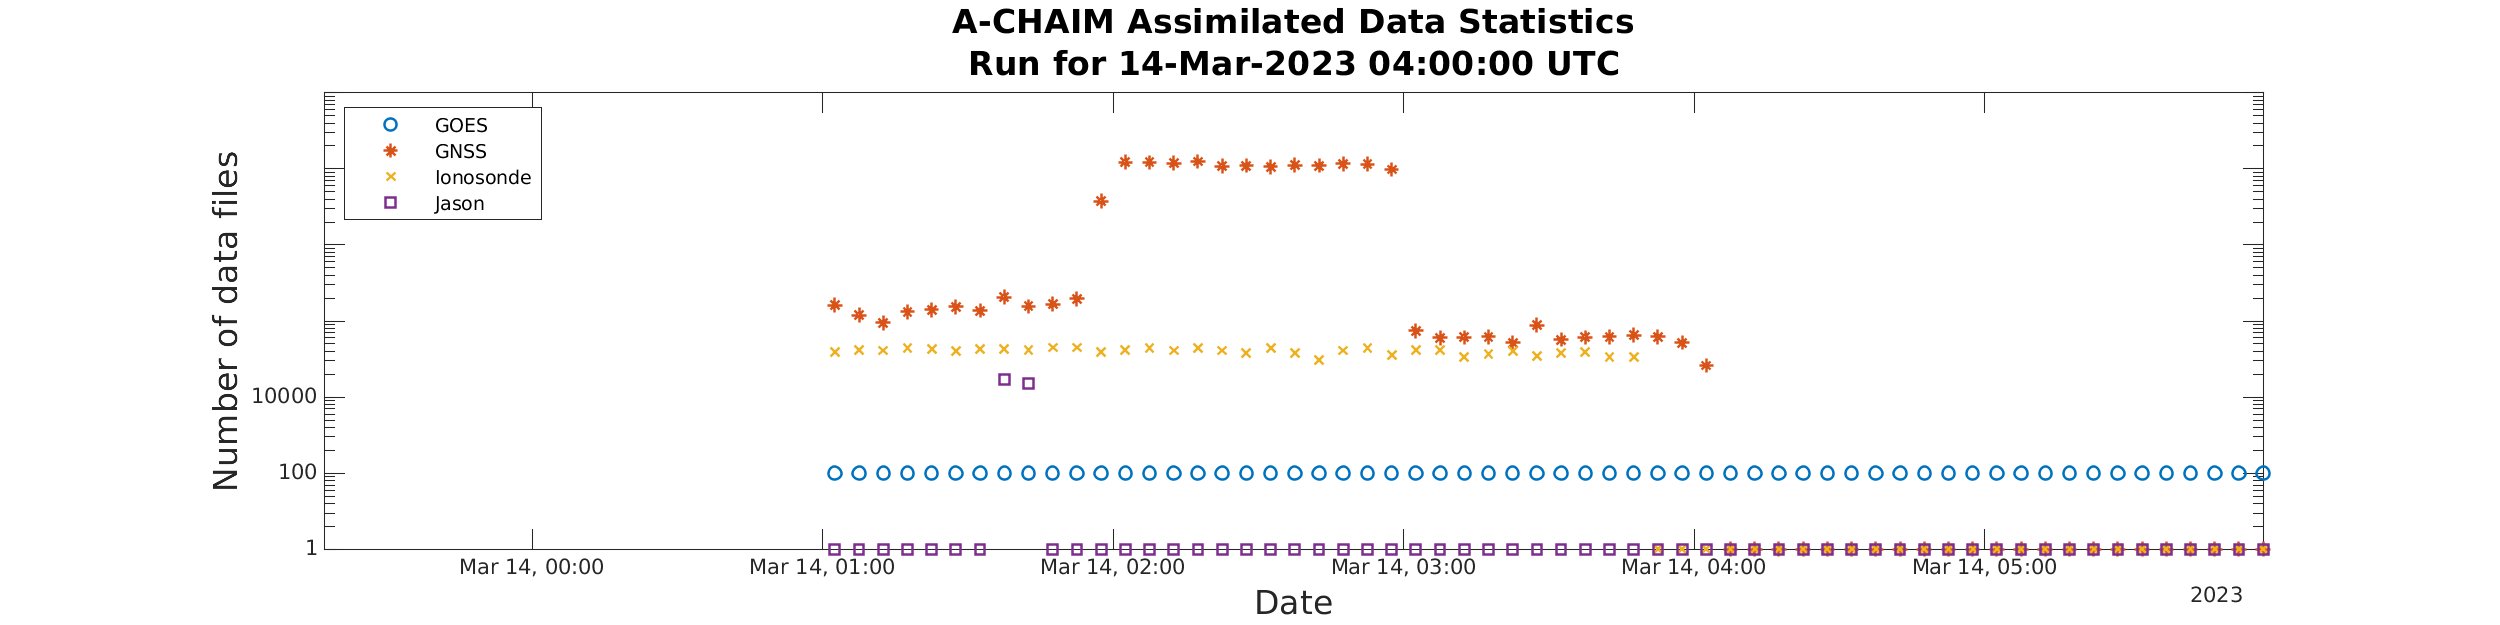 A-CHAIM Assimilated Data Statistics
Run for 14-Mar-2023 04:00:00 UTC
GOES
GNSS
Ionosonde
Jason
Number of data files
10000
100
1
Mar 14, 00:00
Mar 14, 01:00
Mar 14, 02:00
Mar 14, 03:00
Mar 14, 04:00
Mar 14, 05:00
2023
Date